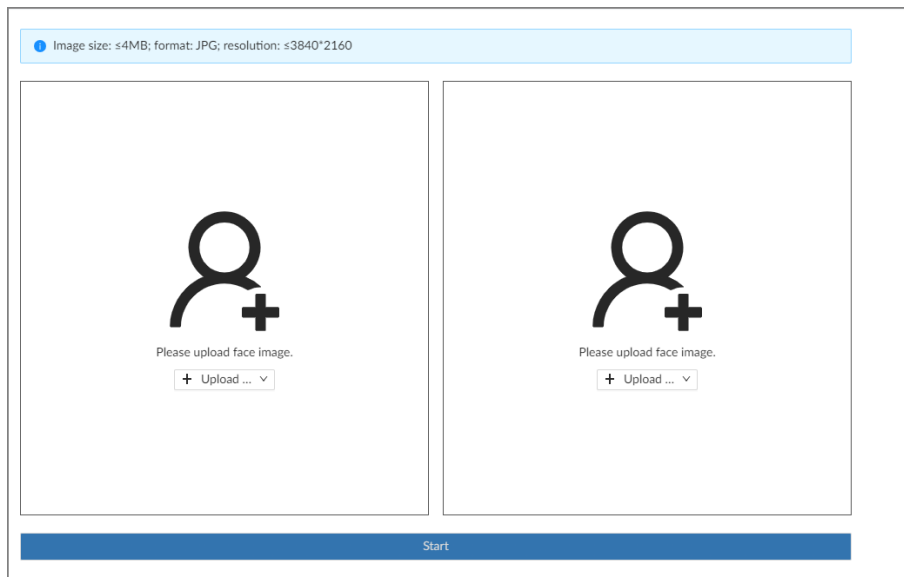 Image size: ≤4MB; format: JPG; resolution: ≤3840*2160
Please upload face image.
Upload ...
Please upload face image.
Upload ...
Start